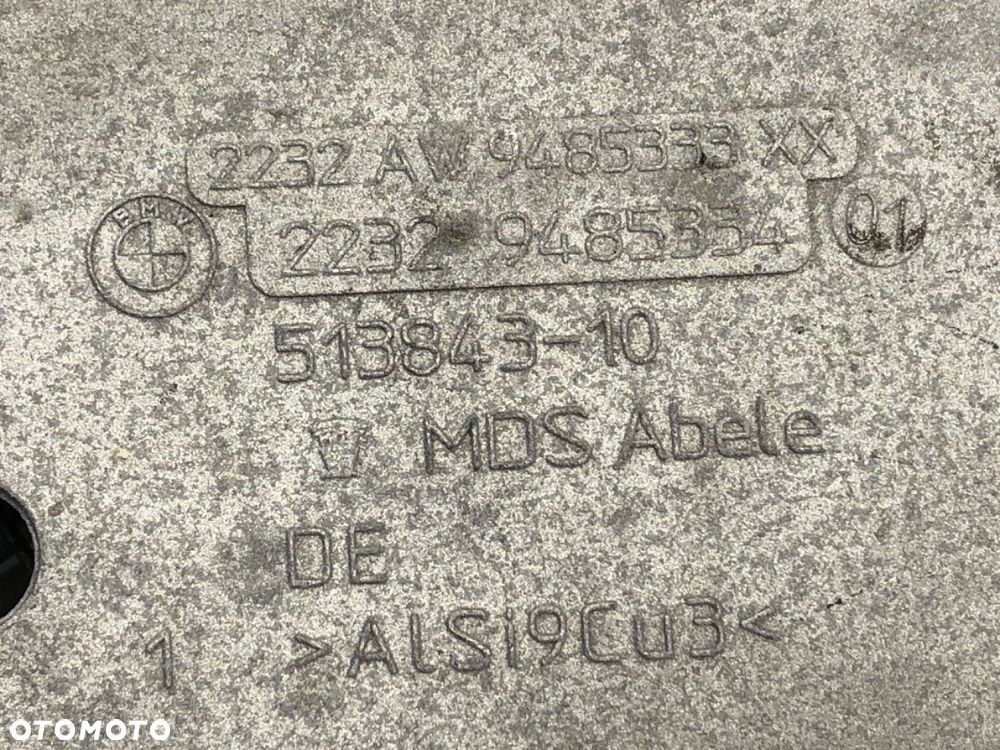 2232 AW 9485333 XX
BMW
2232 9485334 01
513843-10
MDS Abele
DE
1 >AlSi9Cu3<
OTOMOTO